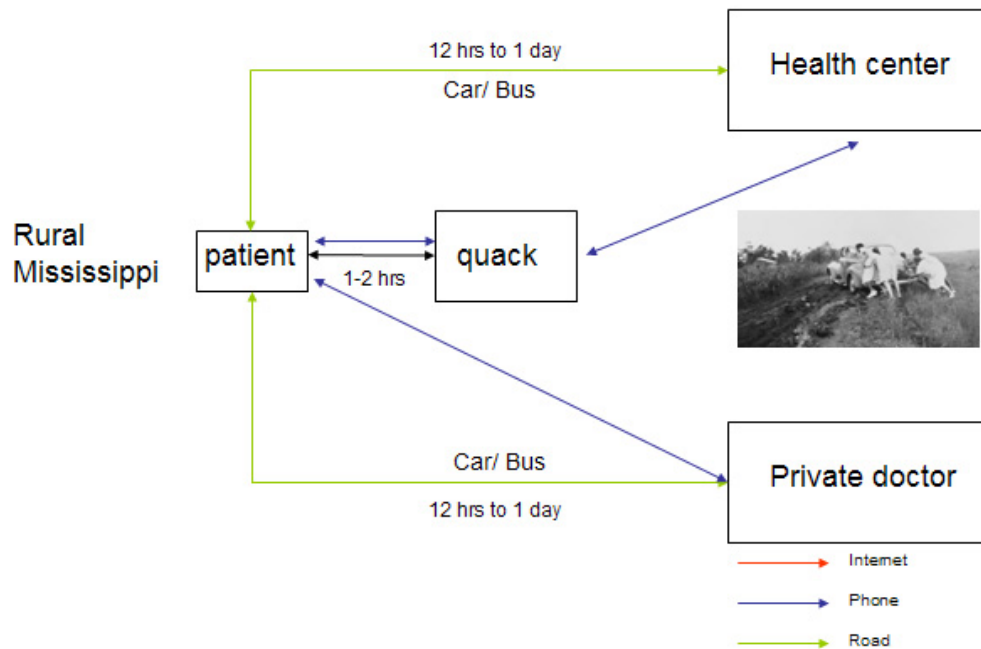 12 hrs to 1 day
Health center
Car/ Bus
Rural
Mississippi
patient
quack
1-2 hrs
Car/ Bus
Private doctor
12 hrs to 1 day
Internet
Phone
Road